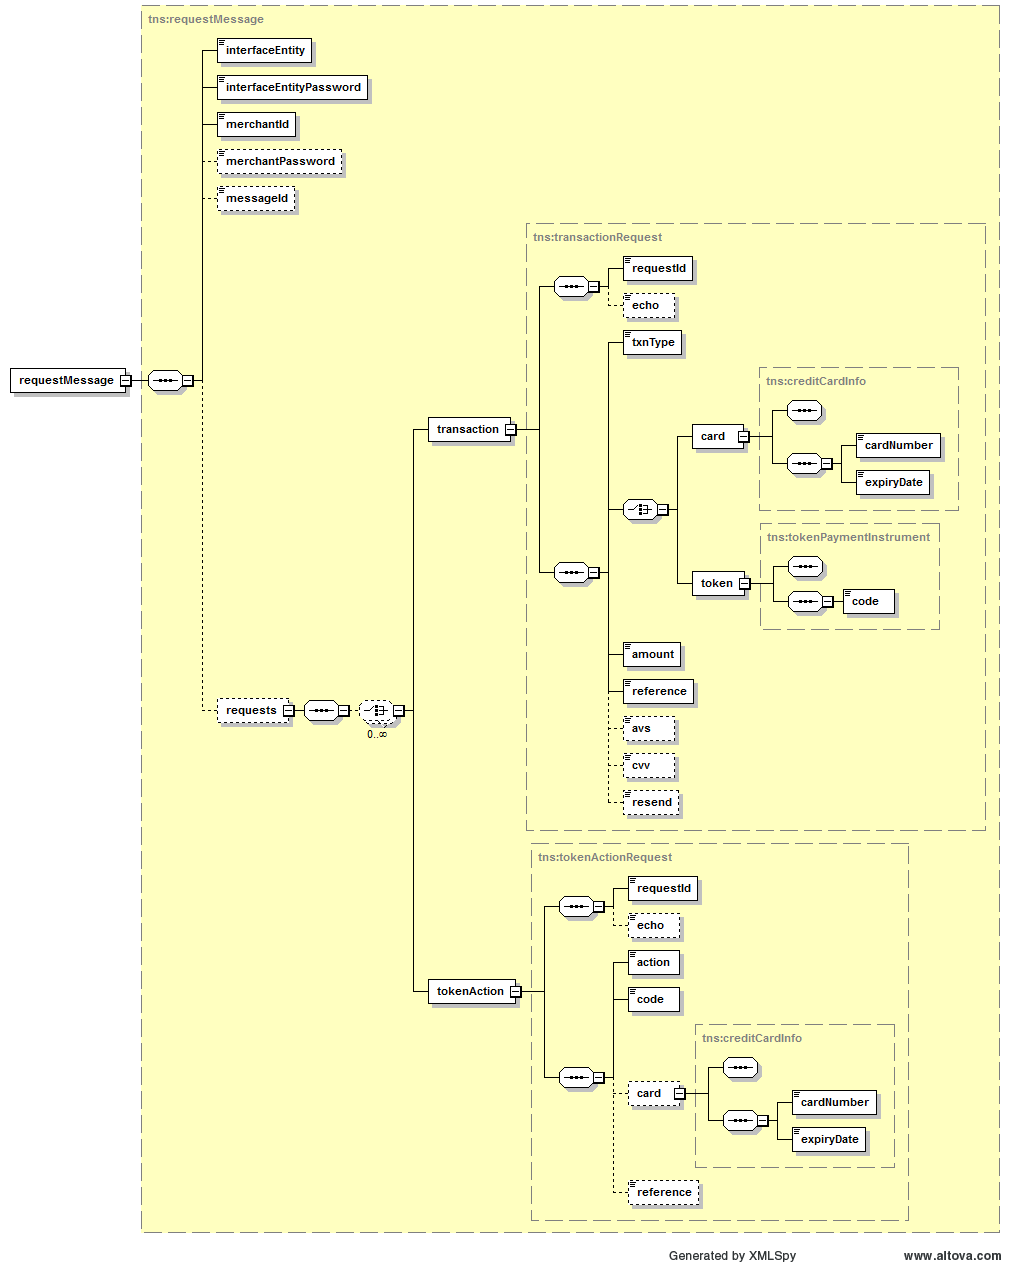 tns:requestMessage
interfaceEntity
interfaceEntityPassword
merchantId
merchantPassword
messageId
tns:transactionRequest
requestId
echo
txnType
requestMessage
tns:creditCardInfo
transaction
card
cardNumber
expiryDate
tns:tokenPaymentInstrument
token
code
amount
reference
requests
0..∞
avs
cvv
resend
tns:tokenActionRequest
requestId
echo
action
tokenAction
code
tns:creditCardInfo
card
cardNumber
expiryDate
reference
Generated by XMLSpy www.altova.com